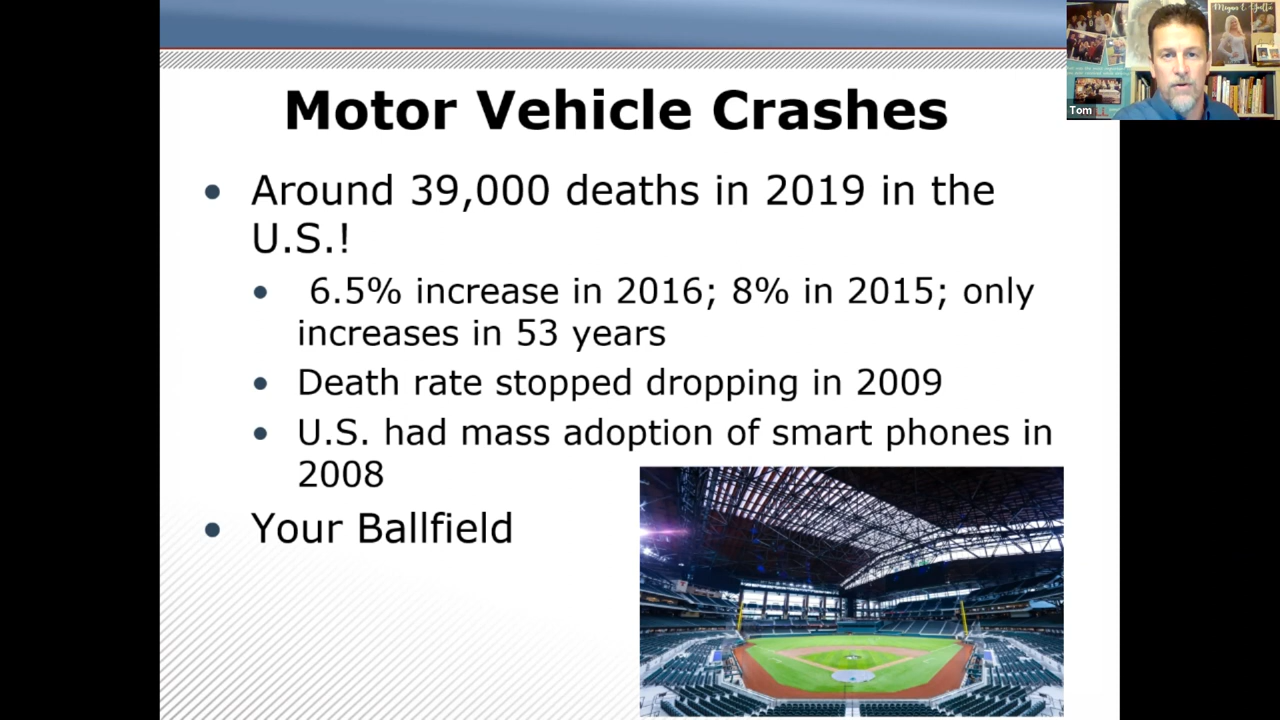 Motor Vehicle Crashes
Around 39,000 deaths in 2019 in the
U.S.!
6.5% increase in 2016; 8% in 2015; only
increases in 53 years
Death rate stopped dropping in 2009
U.S. had mass adoption of smart phones in
2008
Your Ballfield
Tom